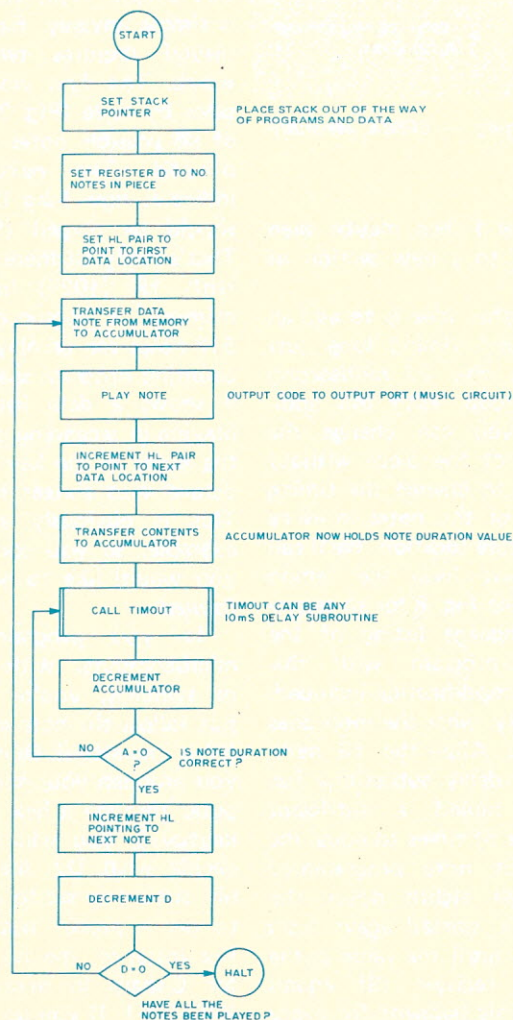 START
SET STACK
POINTER
PLACE STACK OUT OF THE WAY
OF PROGRAMS AND DATA
SET REGISTER D TO NO.
NOTES IN PIECE
SET HL PAIR TO
POINT TO FIRST
DATA LOCATION
TRANSFER DATA
NOTE FROM MEMORY
TO ACCUMULATOR
PLAY NOTE
OUTPUT CODE TO OUTPUT PORT (MUSIC CIRCUIT)
INCREMENT HL PAIR
TO POINT TO NEXT
DATA LOCATION
TRANSFER CONTENTS
TO ACCUMULATOR
ACCUMULATOR NOW HOLDS NOTE DURATION VALUE
CALL TIMOUT
TIMOUT CAN BE ANY
10mS DELAY SUBROUTINE
DECREMENT
ACCUMULATOR
NO
A=0
?
IS NOTE DURATION
CORRECT?
YES
INCREMENT HL
POINTING TO
NEXT NOTE
DECREMENT D
NO
D=0
YES
HALT
HAVE ALL THE
NOTES BEEN PLAYED?